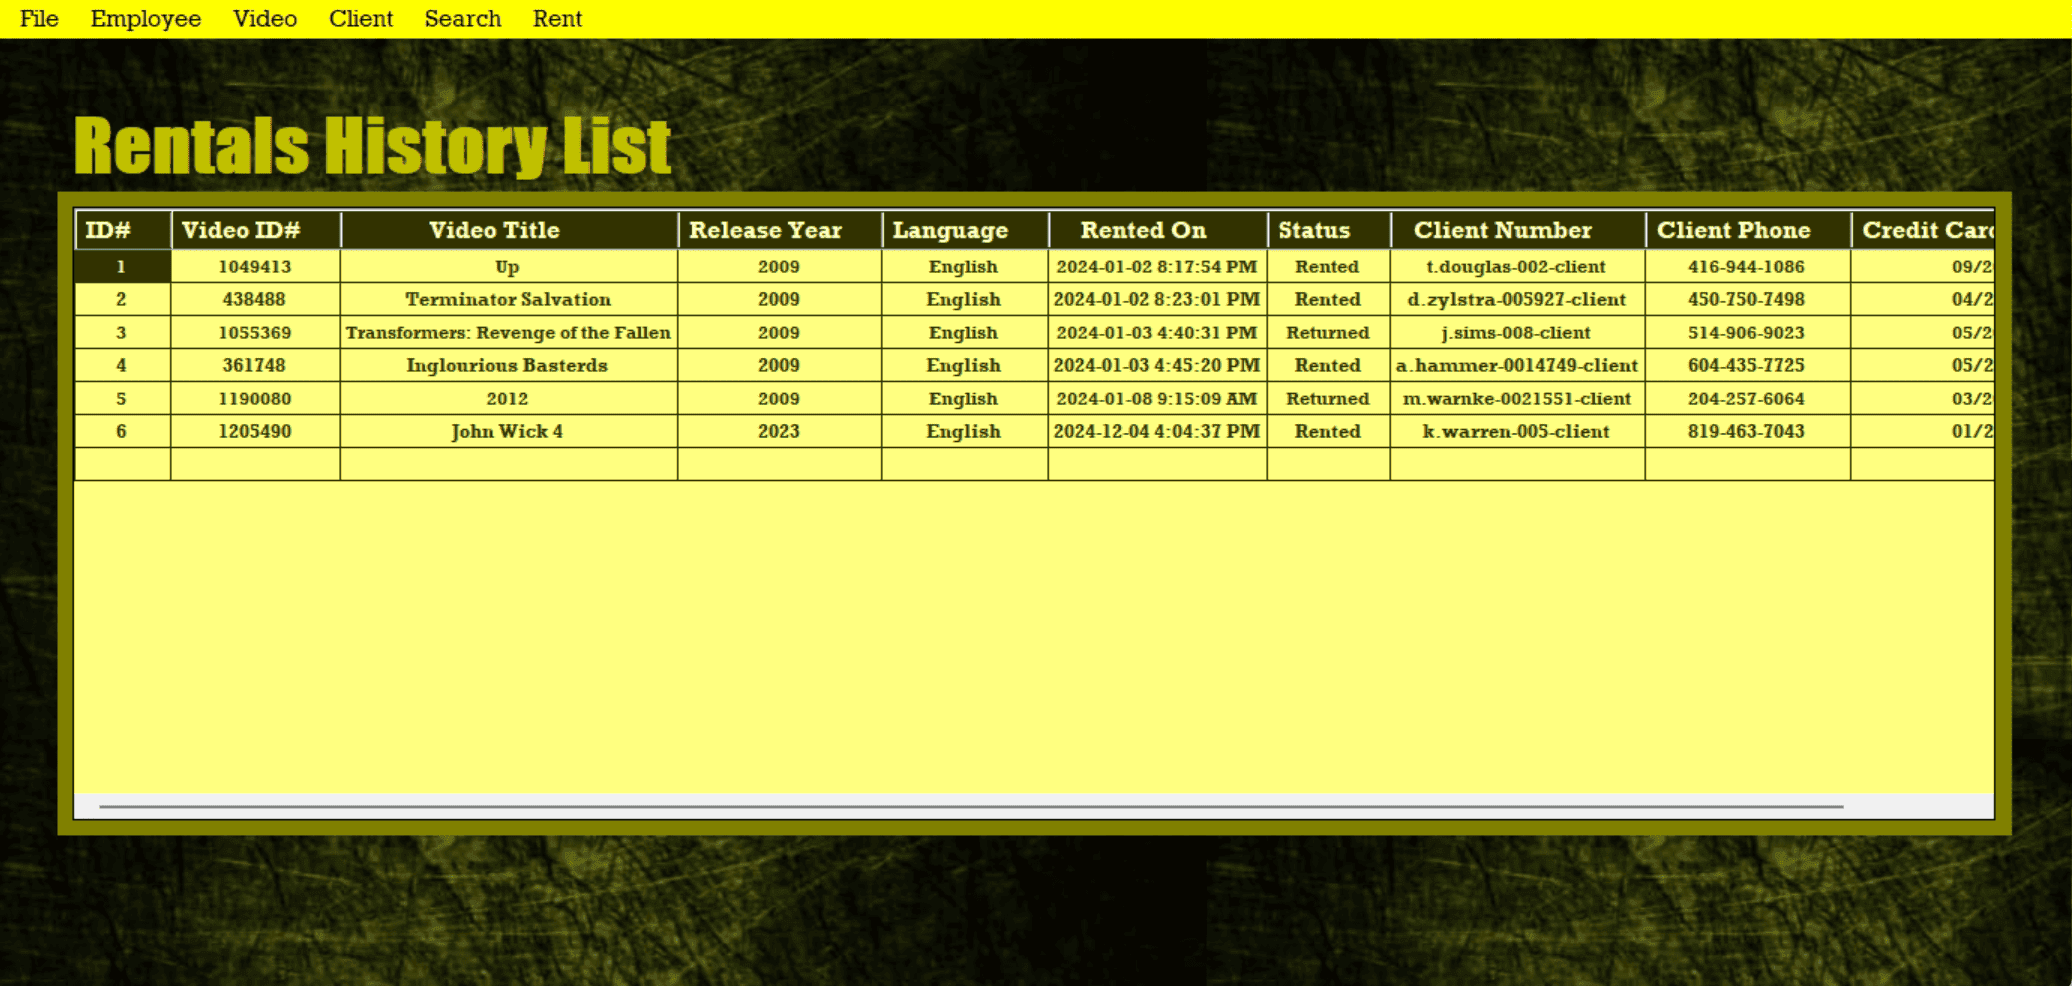 File Employee Video Client Search Rent
Rentals History List
ID# Video ID# Video Title Release Year Language Rented On Status Client Number Client Phone Credit Card
1 1049413 Up 2009 English 2024-01-02 8:17:54 PM Rented t.douglas-002-client 416-944-1086 09/2
2 438488 Terminator Salvation 2009 English 2024-01-02 8:23:01 PM Rented d.zylstra-005927-client 450-750-7498 04/2
3 1055369 Transformers: Revenge of the Fallen 2009 English 2024-01-03 4:40:31 PM Returned j.sims-008-client 514-906-9023 05/2
4 361748 Inglourious Basterds 2009 English 2024-01-03 4:45:20 PM Rented a.hammer-0014749-client 604-435-7725 05/2
5 1190080 2012 2009 English 2024-01-08 9:15:09 AM Returned m.warnke-0021551-client 204-257-6064 03/2
6 1205490 John Wick 4 2023 English 2024-12-04 4:04:37 PM Rented k.warren-005-client 819-463-7043 01/2